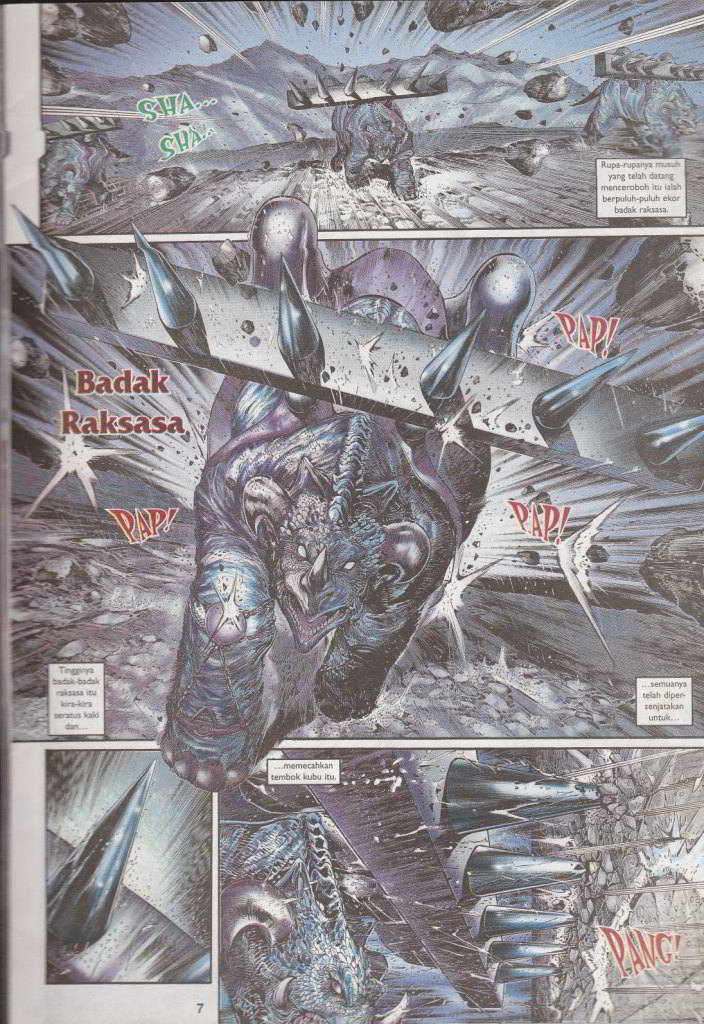 SHA...
SHA..
Rupa-rupanya musuh
yang telah datang
menceroboh itu ialah
berpuluh-puluh ekor
badak raksasa.
PAP!
Badak
Raksasa
PAP!
PAP!
Tingginya
badak-badak
raksasa itu
kira-kira
seratus kaki
dan...
...semuanya
telah diper-
senjatakan
untuk...
...memecahkan
tembok kubu itu.
PANG!
7